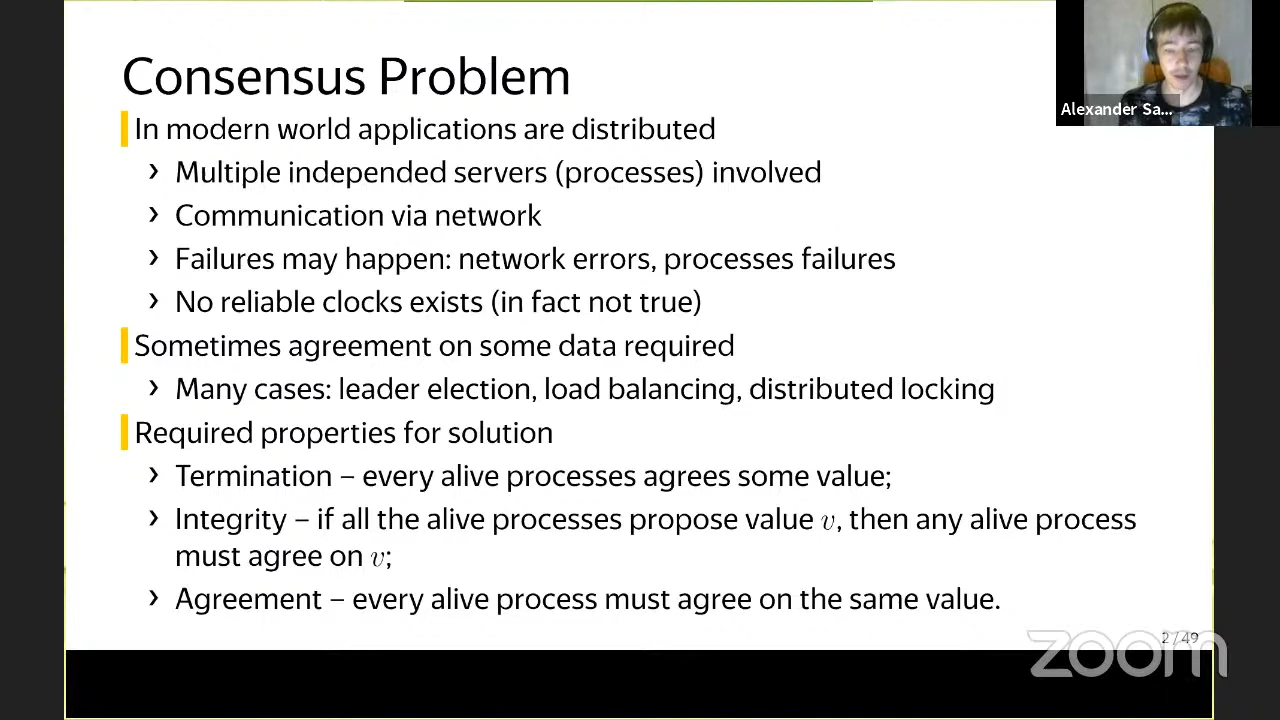 Consensus Problem
In modern world applications are distributed
› Multiple independed servers (processes) involved
› Communication via network
› Failures may happen: network errors, processes failures
› No reliable clocks exists (in fact not true)
Sometimes agreement on some data required
› Many cases: leader election, load balancing, distributed locking
Required properties for solution
› Termination – every alive processes agrees some value;
› Integrity – if all the alive processes propose value v, then any alive process
must agree on v;
› Agreement – every alive process must agree on the same value.
2 / 49
Alexander Sa...
zoom